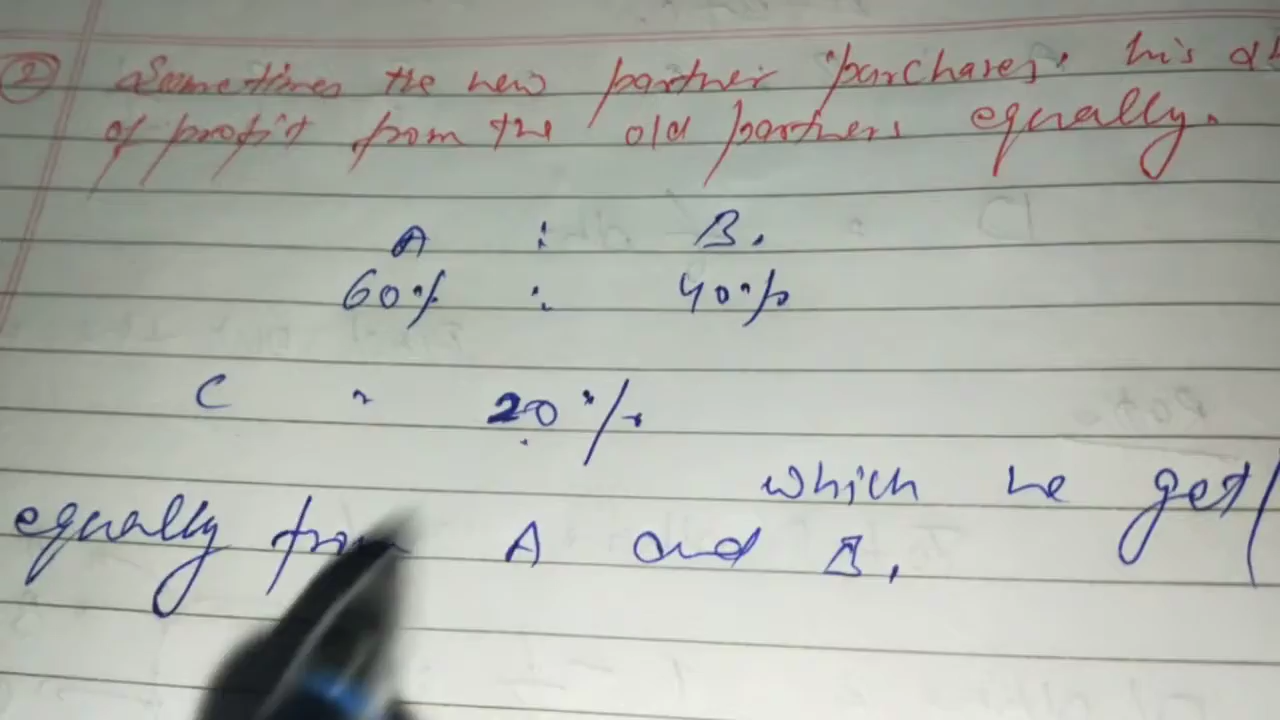 2 Sometimes the new partner purchases his
of profit from the old partners equally.
A : B.
60% : 40%
C 20%
which he get
equally from A and B,